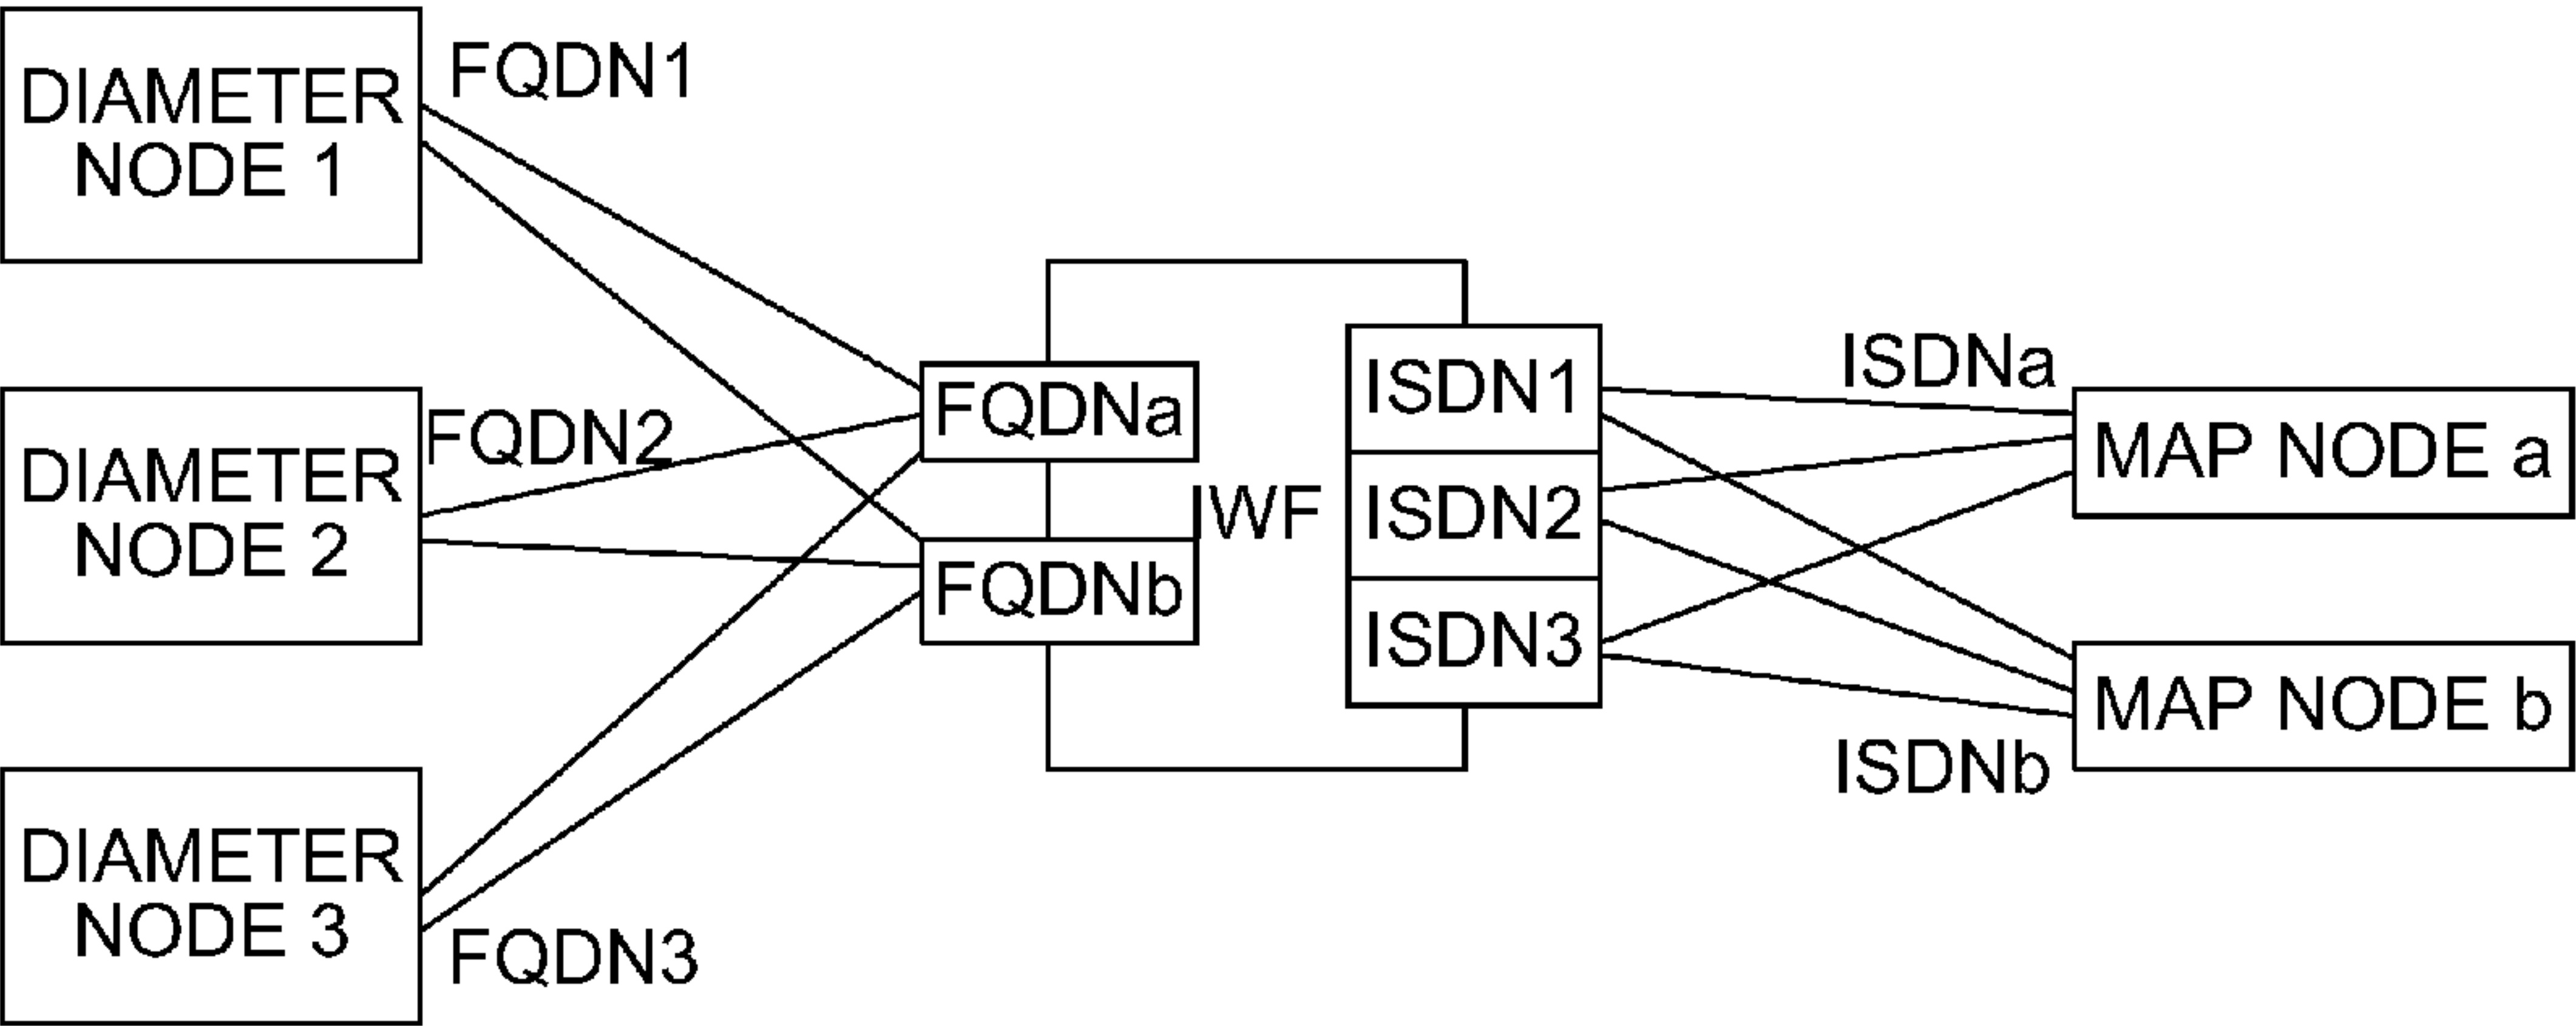 DIAMETER
NODE 1
FQDN1
DIAMETER
NODE 2
FQDN2
DIAMETER
NODE 3
FQDN3
FQDNa
FQDNb
IWF
ISDN1
ISDN2
ISDN3
ISDNa
MAP NODE a
MAP NODE b
ISDNb